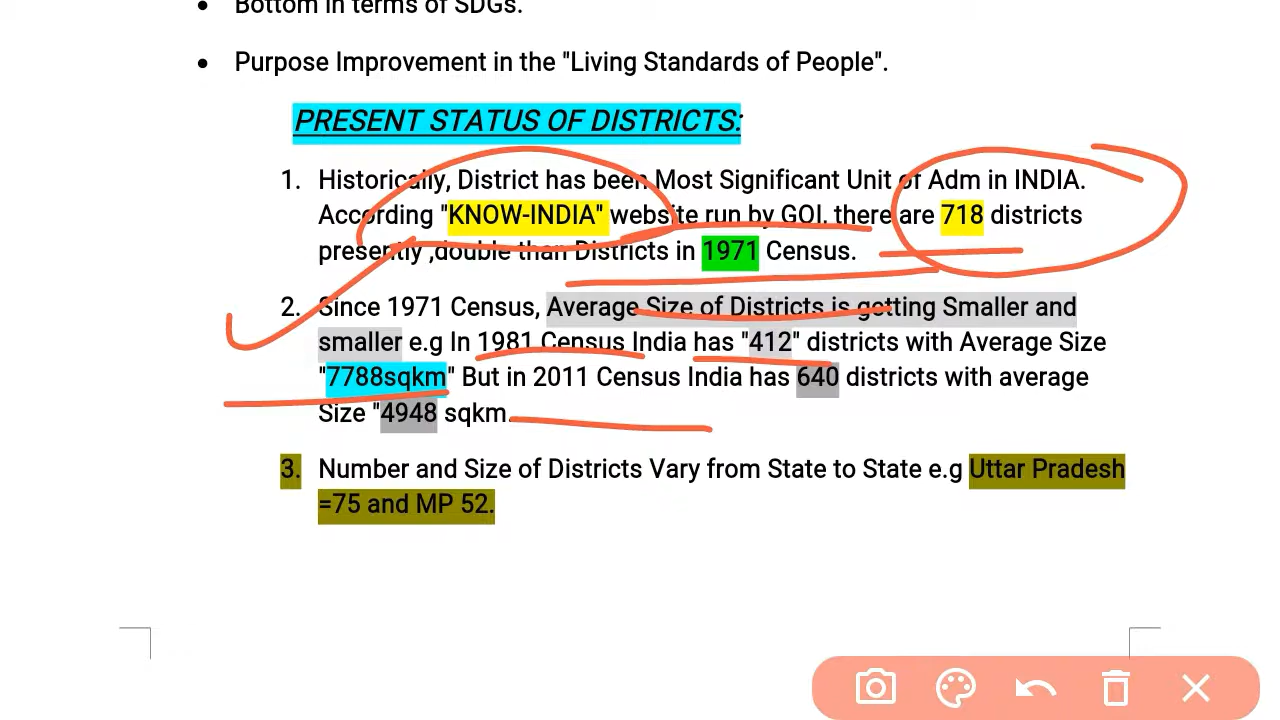 Bottom in terms of SDGs.
Purpose Improvement in the "Living Standards of People".
PRESENT STATUS OF DISTRICTS:
1. Historically, District has been Most Significant Unit of Adm in INDIA.
According "KNOW-INDIA" website run by GOI, there are 718 districts
presently ,double than Districts in 1971 Census.
2. Since 1971 Census, Average Size of Districts is getting Smaller and
smaller e.g In 1981 Census India has "412" districts with Average Size
"7788sqkm" But in 2011 Census India has 640 districts with average
Size "4948 sqkm.
3. Number and Size of Districts Vary from State to State e.g Uttar Pradesh
=75 and MP 52.